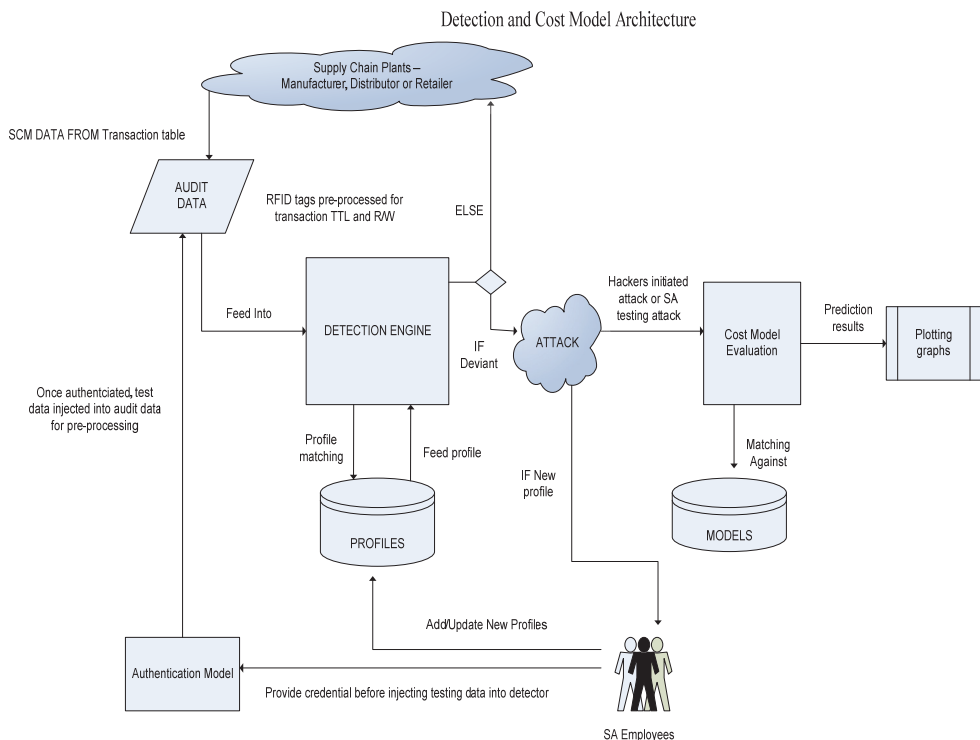 Detection and Cost Model Architecture
Supply Chain Plants –
Manufacturer, Distributor or Retailer
SCM DATA FROM Transaction table
AUDIT
DATA
RFID tags pre-processed for
transaction TTL and R/W
ELSE
Feed Into
DETECTION ENGINE
IF
Deviant
ATTACK
Hackers initiated
attack or SA
testing attack
Cost Model
Evaluation
Prediction
results
Plotting
graphs
Once authentciated, test
data injected into audit data
for pre-processing
Profile
matching
Feed profile
IF New
profile
Matching
Against
PROFILES
MODELS
Add/Update New Profiles
Authentication Model
Provide credential before injecting testing data into detector
SA Employees